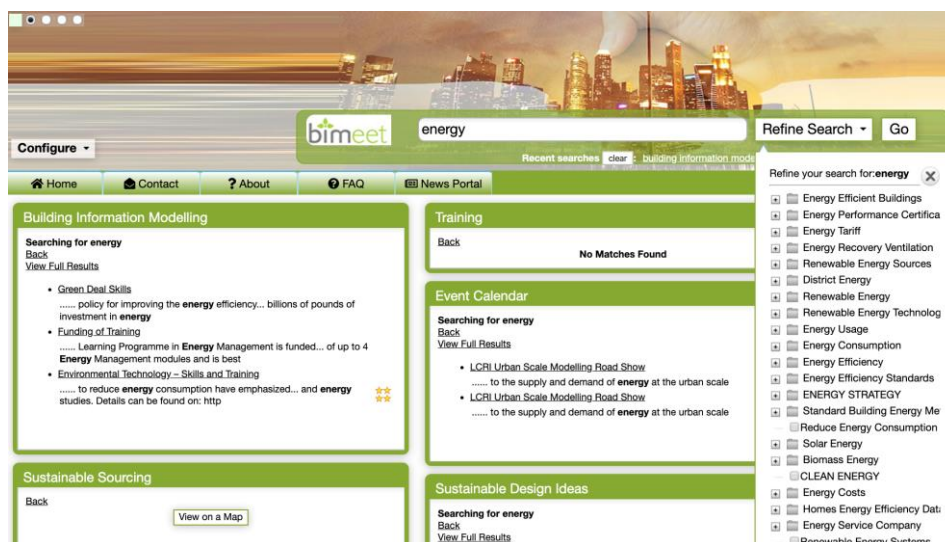 bimeet
energy
Refine Search
Go
Configure
Recent searches clear : building information mode
Home
Contact
? About
FAQ
News Portal
Building Information Modelling
Searching for energy
Back
View Full Results
Green Deal Skills
...... policy for improving the energy efficiency... billions of pounds of
investment in energy
Funding of Training
...... Learning Programme in Energy Management is funded... of up to 4
Energy Management modules and is best
Environmental Technology – Skills and Training
...... to reduce energy consumption have emphasized... and energy
studies. Details can be found on: http
Sustainable Sourcing
Back
View on a Map
Training
Back
No Matches Found
Event Calendar
Searching for energy
Back
View Full Results
LCRI Urban Scale Modelling Road Show
...... to the supply and demand of energy at the urban scale
LCRI Urban Scale Modelling Road Show
...... to the supply and demand of energy at the urban scale
Sustainable Design Ideas
Searching for energy
Back
View Full Results
Refine your search for:energy
Energy Efficient Buildings
Energy Performance Certifica
Energy Tariff
Energy Recovery Ventilation
Renewable Energy Sources
District Energy
Renewable Energy
Renewable Energy Technolog
Energy Usage
Energy Consumption
Energy Efficiency
Energy Efficiency Standards
ENERGY STRATEGY
Standard Building Energy Me
Reduce Energy Consumption
Solar Energy
Biomass Energy
CLEAN ENERGY
Energy Costs
Homes Energy Efficiency Data
Energy Service Company
Renewable Energy Systems